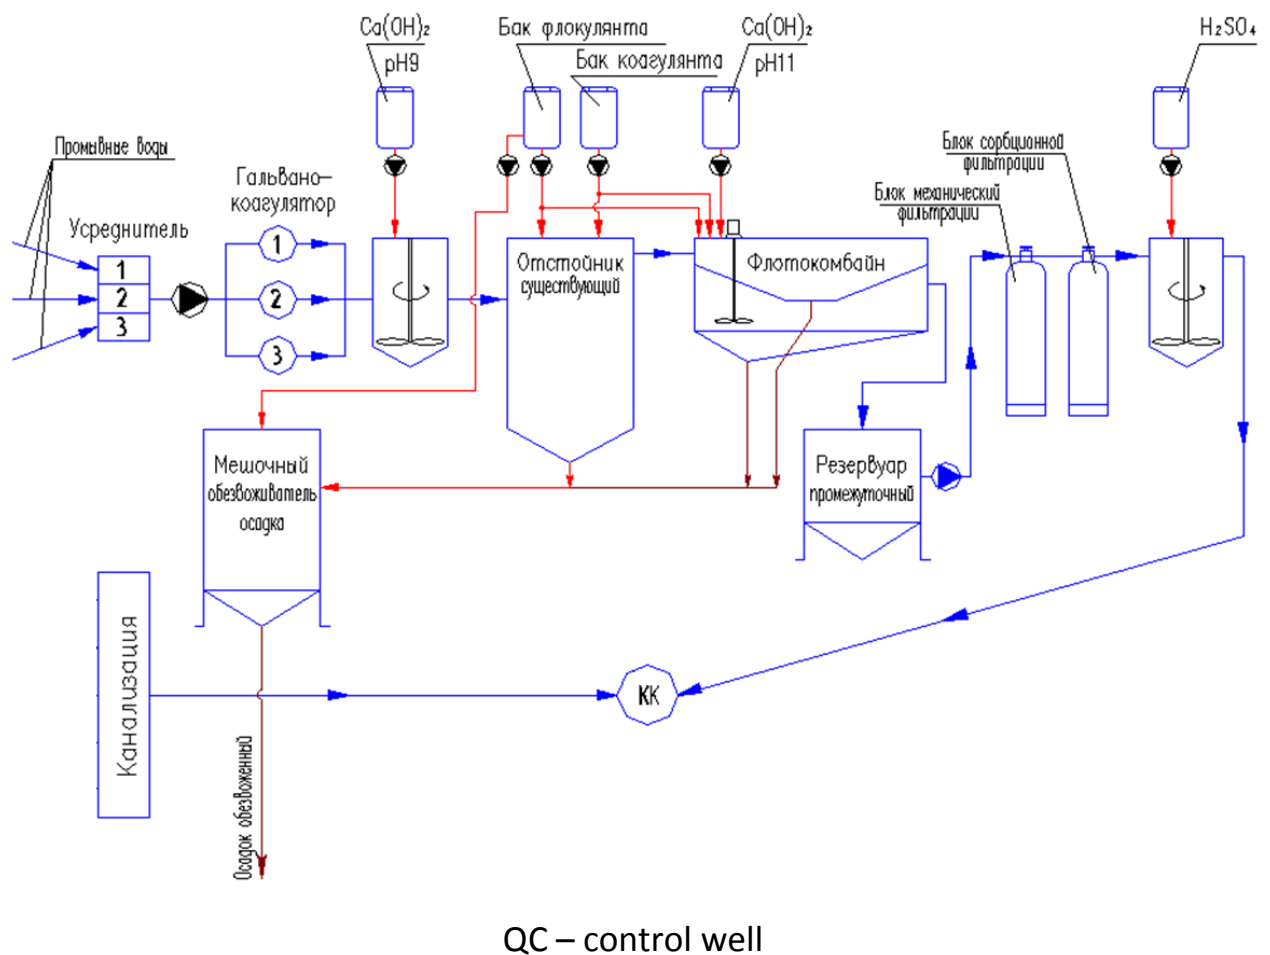 Ca(OH)₂
pH9
Бак флокулянта
Бак коагулянта
Ca(OH)₂
pH11
H₂SO₄
Промывные воды
Гальвано-
коагулятор
Усреднитель
1
2
3
1
2
3
Блок сорбционной
фильтрации
Блок механический
фильтрации
Отстойник
существующий
Флотокомбайн
Мешочный
обезвоживатель
осадка
Резервуар
промежуточный
Канализация
КК
Осадок обезвоженный
QC – control well